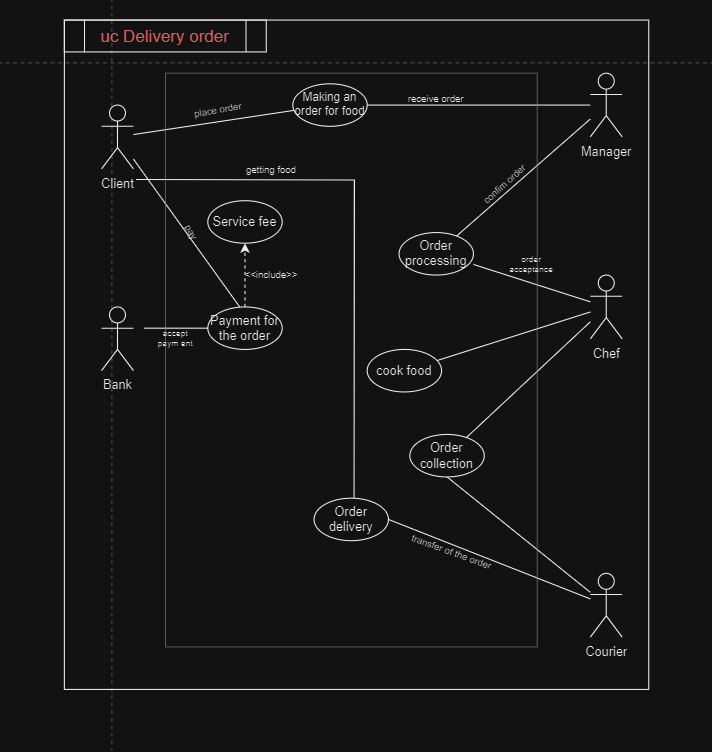 uc Delivery order
Making an
order for food
place order
receive order
Manager
Client
getting food
confim order
Service fee
pay
Order
processing
order
acceptance
<<include>>
Payment for
the order
accept
paym ent
Bank
Chef
cook food
Order
collection
Order
delivery
transfer of the order
Courier